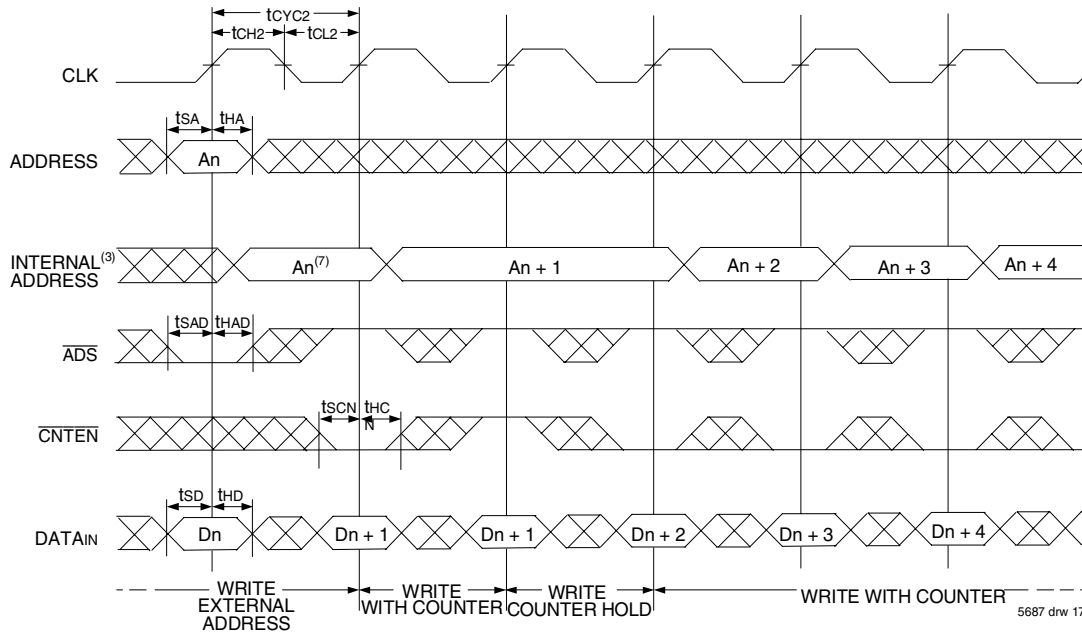 tCYC2
tCH2 tCL2
CLK
tSA tHA
ADDRESS An
INTERNAL(3)
ADDRESS
An(7) An + 1 An + 2 An + 3 An + 4
tSAD tHAD
ADS
tSCN tHC
N
CNTEN
tSD tHD
DATAIN Dn Dn + 1 Dn + 1 Dn + 2 Dn + 3 Dn + 4
WRITE
EXTERNAL
ADDRESS
WRITE
WITH COUNTER
WRITE
COUNTER HOLD
WRITE WITH COUNTER
5687 drw 17